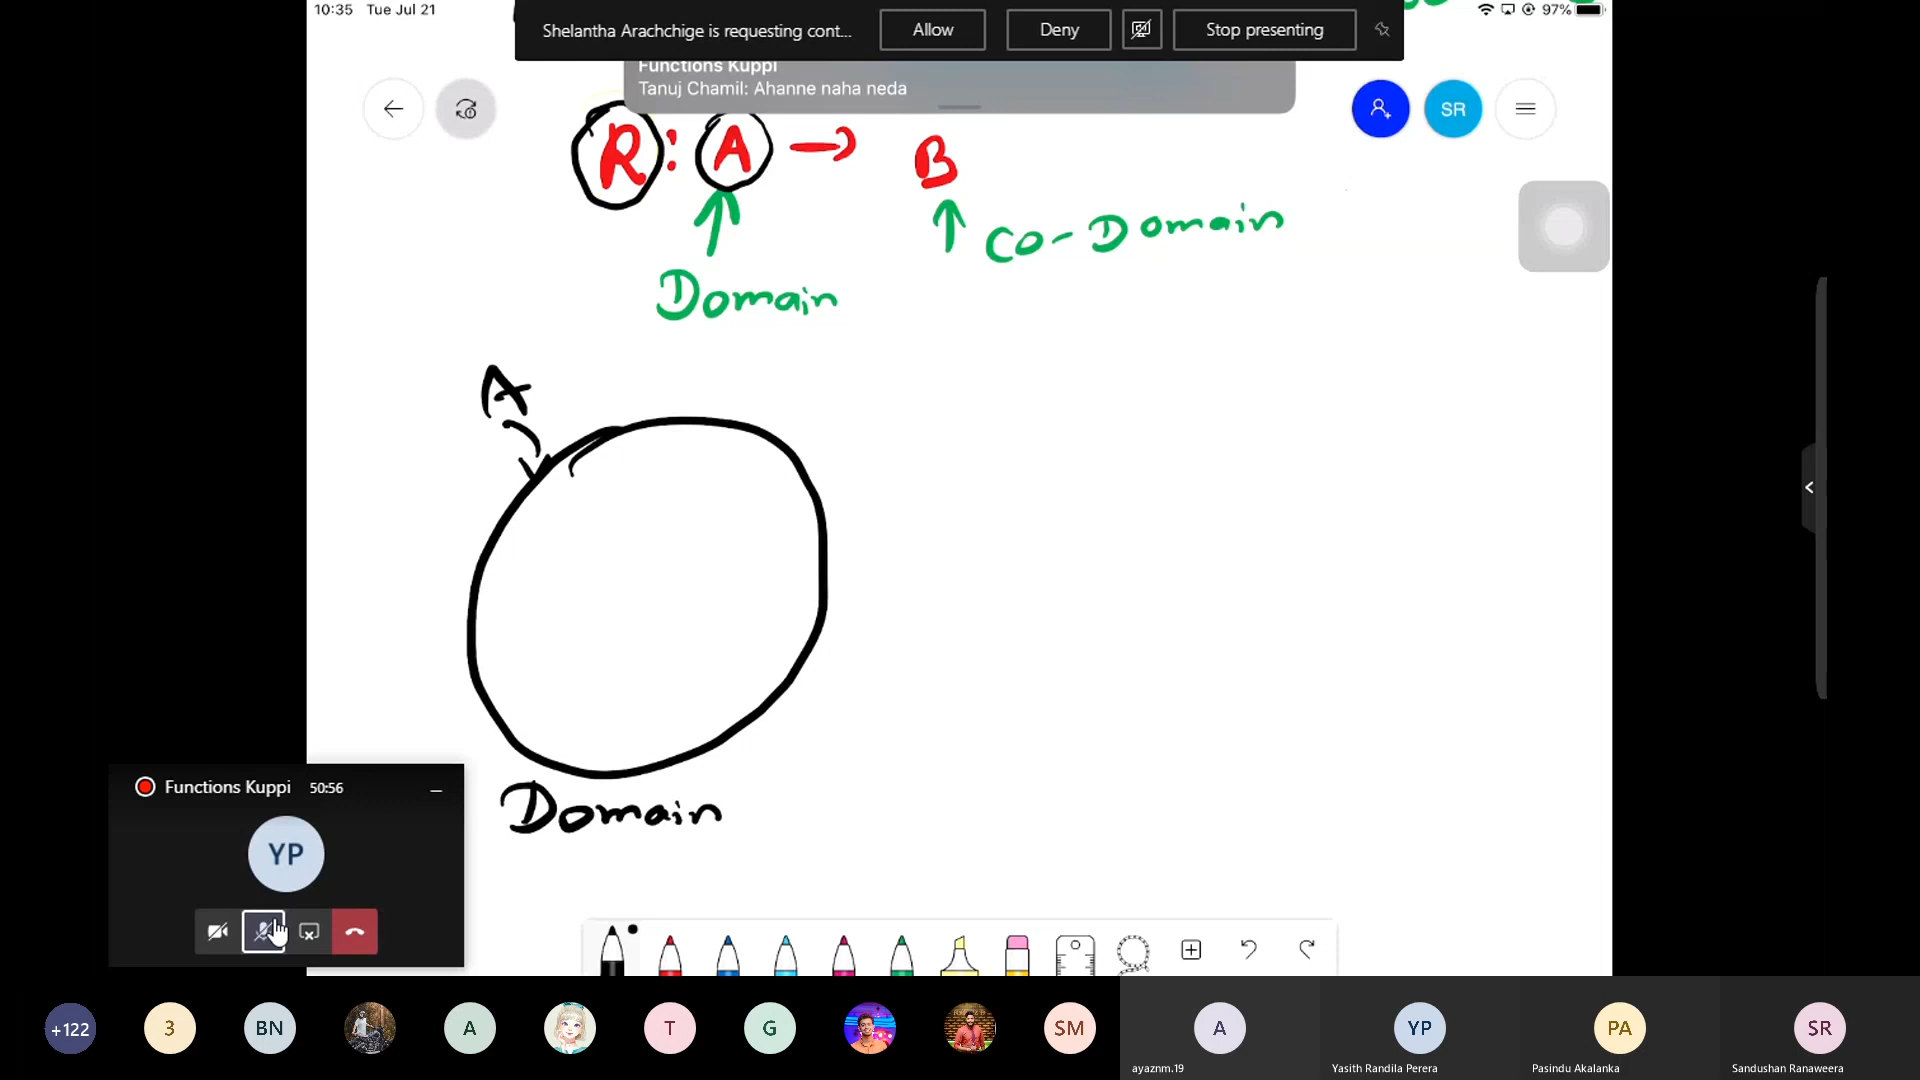 10:35 Tue Jul 21
Shelantha Arachchige is requesting cont... Allow Deny Stop presenting
97%
Functions Kuppi
Tanuj Chamil: Ahanne naha neda
SR
R: A → B
↑ ↑ Co-Domain
Domain
A
Domain
Functions Kuppi 50:56
YP
+122 3 BN A T G SM A YP PA SR
ayaznm.19 Yasith Randila Perera Pasindu Akalanka Sandushan Ranaweera